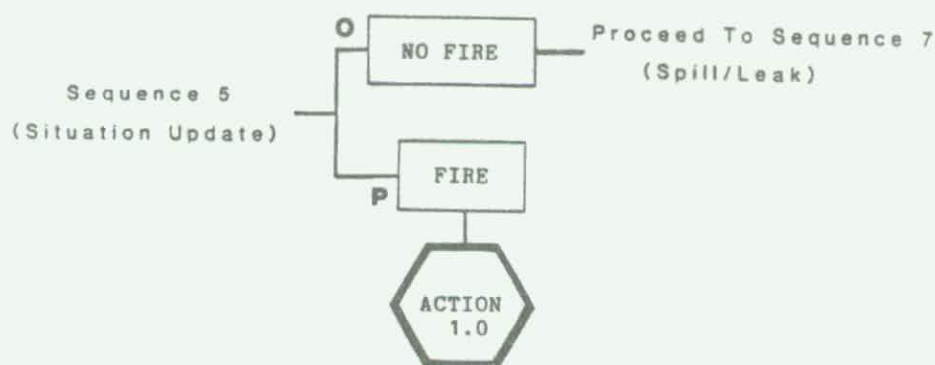 O
NO FIRE
Proceed To Sequence 7
(Spill/Leak)
Sequence 5
(Situation Update)
P
FIRE
ACTION
1.0